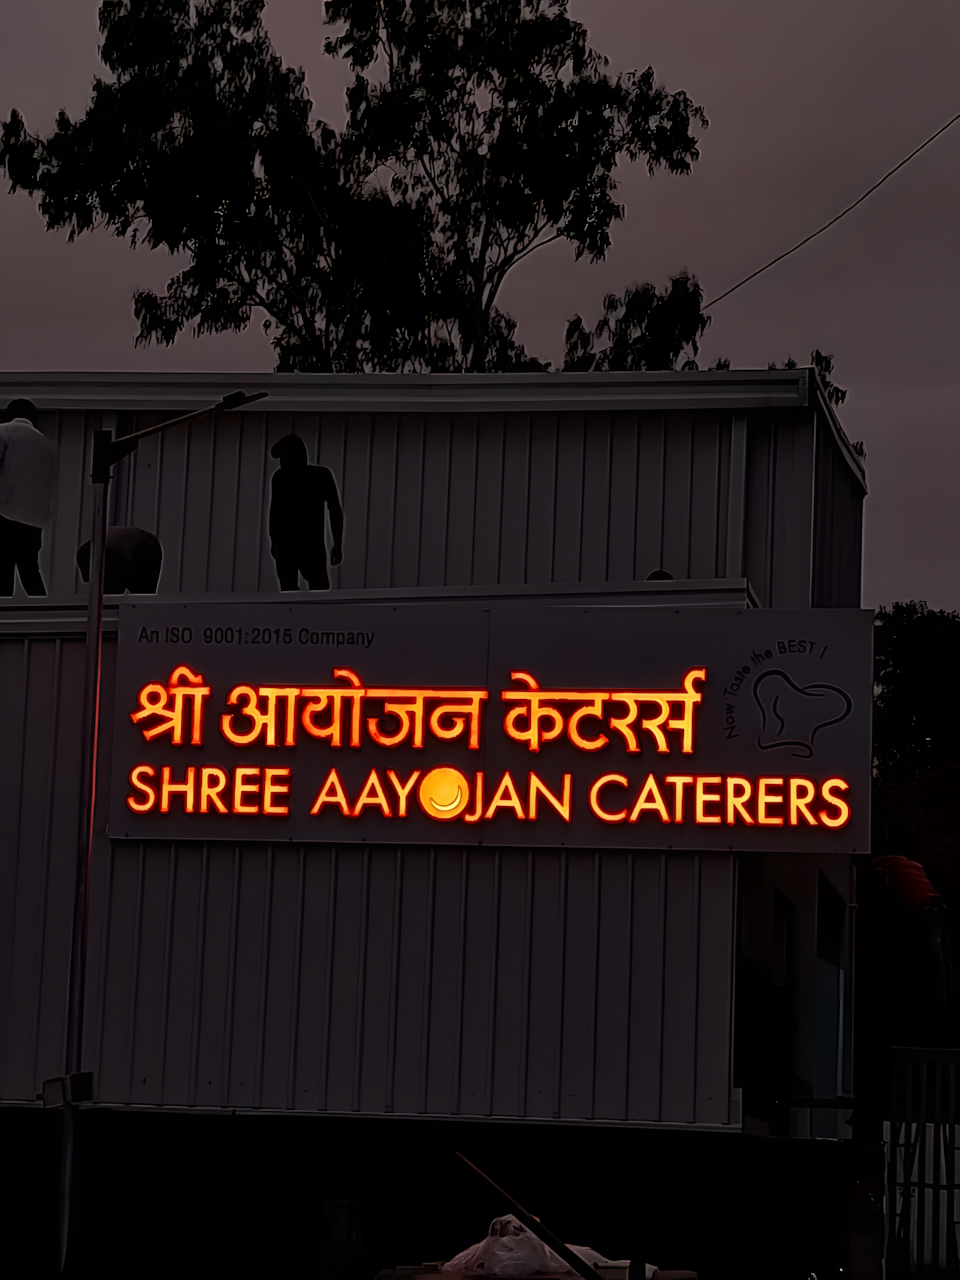 An ISO 9001:2015 Company
श्री आयोजन केटरर्स
SHREE AAYOJAN CATERERS
Now Taste the BEST !